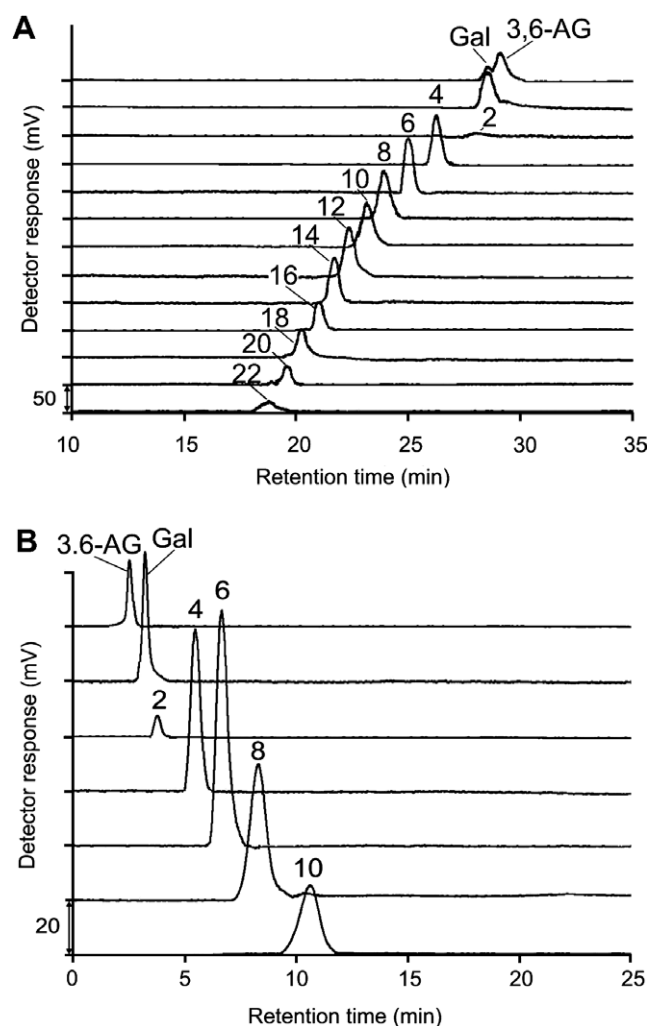 A
Gal
3,6-AG
4
2
6
8
10
12
14
16
18
20
22
Detector response (mV)
50
10 15 20 25 30 35
Retention time (min)
B
3.6-AG
Gal
4
6
2
8
10
Detector response (mV)
20
0 5 10 15 20 25
Retention time (min)